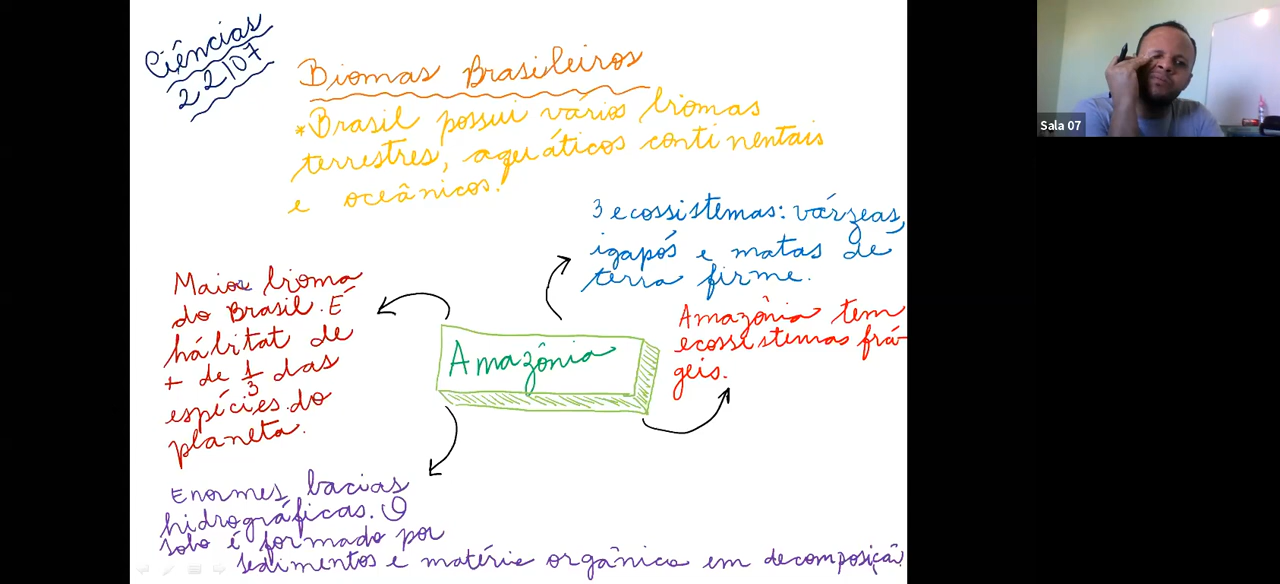 Ciências
22/07
Biomas Brasileiros
*Brasil possui vários biomas
terrestres, aquáticos continentais
e oceânicos.
3 ecossistemas: várzeas,
igapós e matas de
terra firme.
Maior bioma
do Brasil. É
hábitat de
+ de 1/3 das
espécies do
planeta.
Amazônia
Amazônia tem
ecossistemas frá-
geis.
Enormes bacias
hidrográficas. O
solo é formado por
sedimentos e matéria orgânica em decomposição.
Sala 07